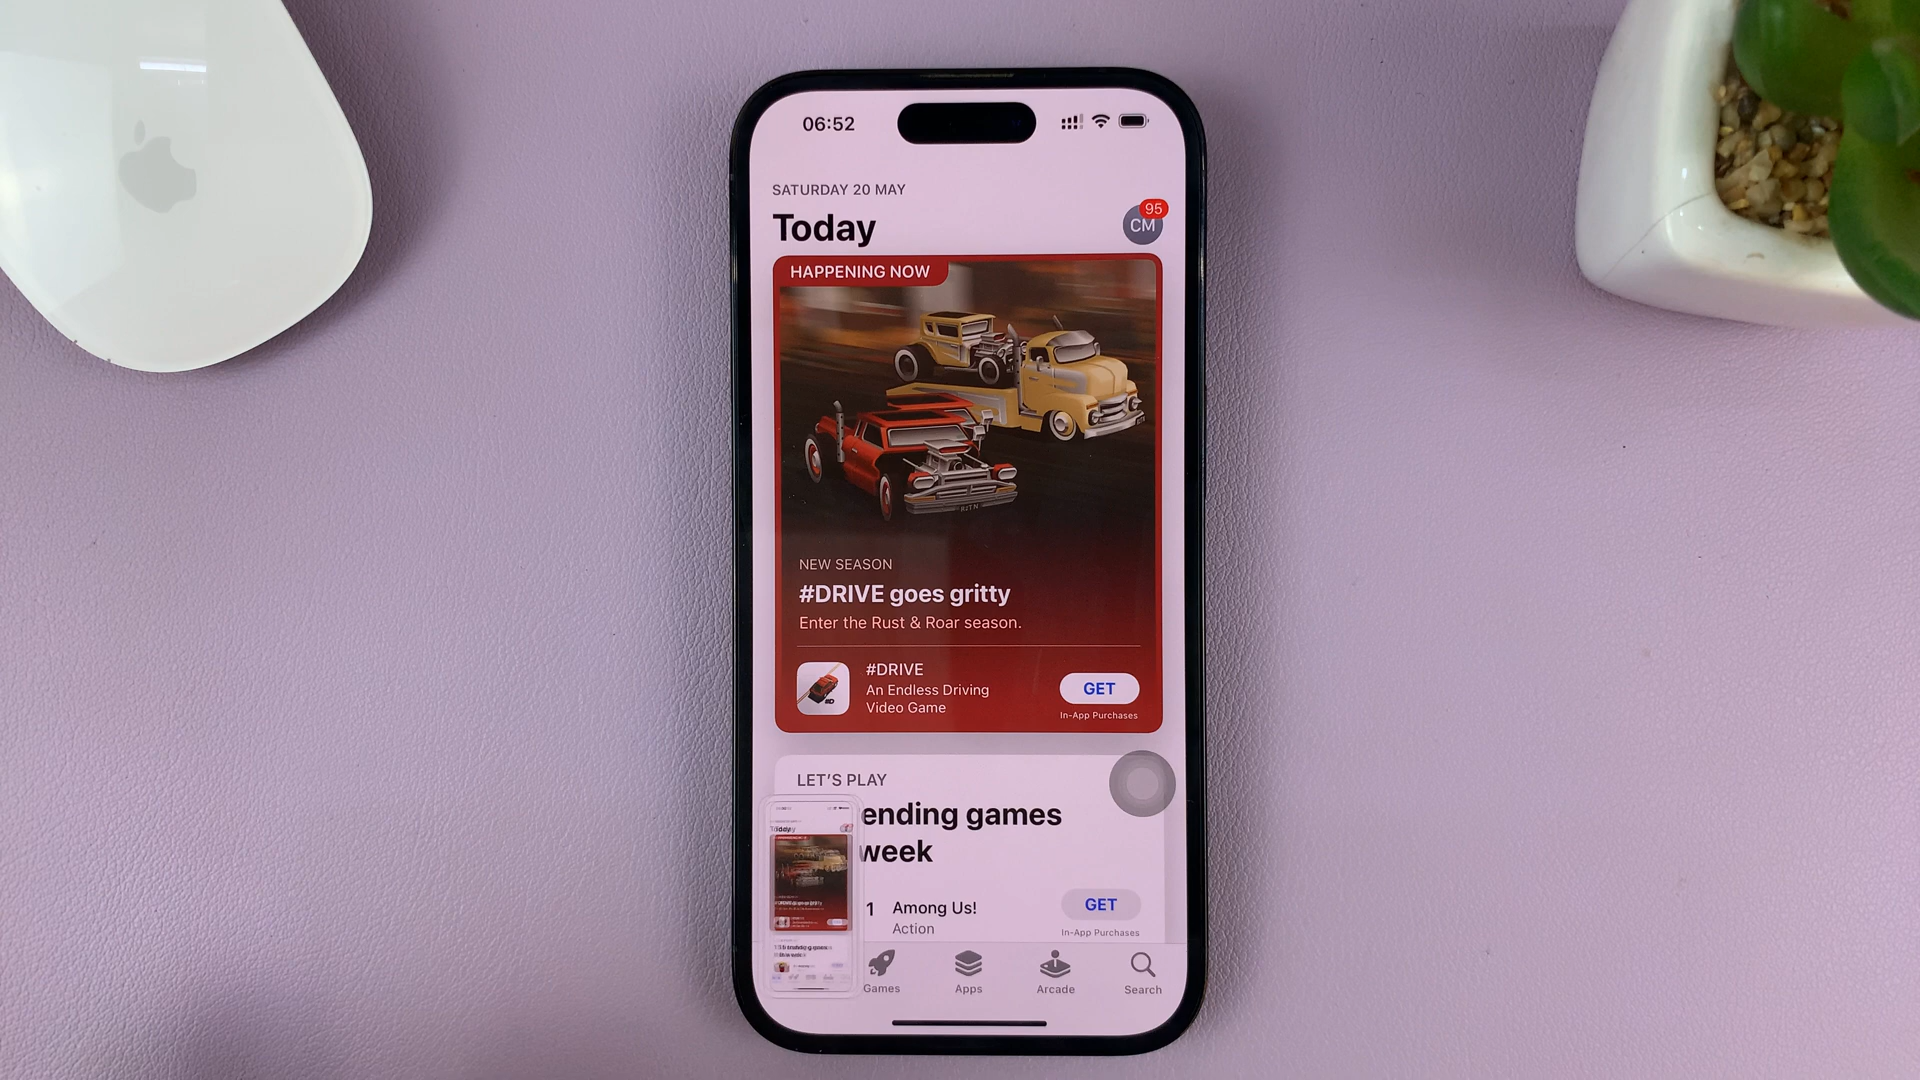 06:52
SATURDAY 20 MAY
Today
CM
95
HAPPENING NOW
NEW SEASON
#DRIVE goes gritty
Enter the Rust & Roar season.
#DRIVE
An Endless Driving
Video Game
GET
In-App Purchases
LET'S PLAY
ending games
week
1 Among Us!
Action
GET
In-App Purchases
Games
Apps
Arcade
Search